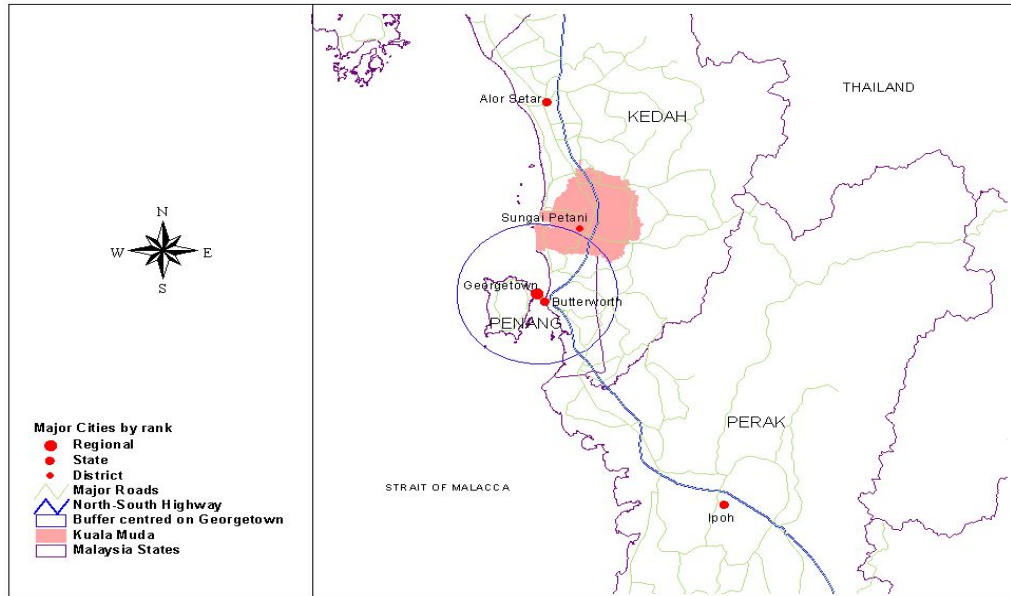 Alor Setar
KEDAH
THAILAND
Sungai Petani
Georgetown
Butterworth
PENANG
PERAK
STRAIT OF MALACCA
Ipoh
N
W E
S
Major Cities by rank
Regional
State
District
Major Roads
North-South Highway
Buffer centred on Georgetown
Kuala Muda
Malaysia States